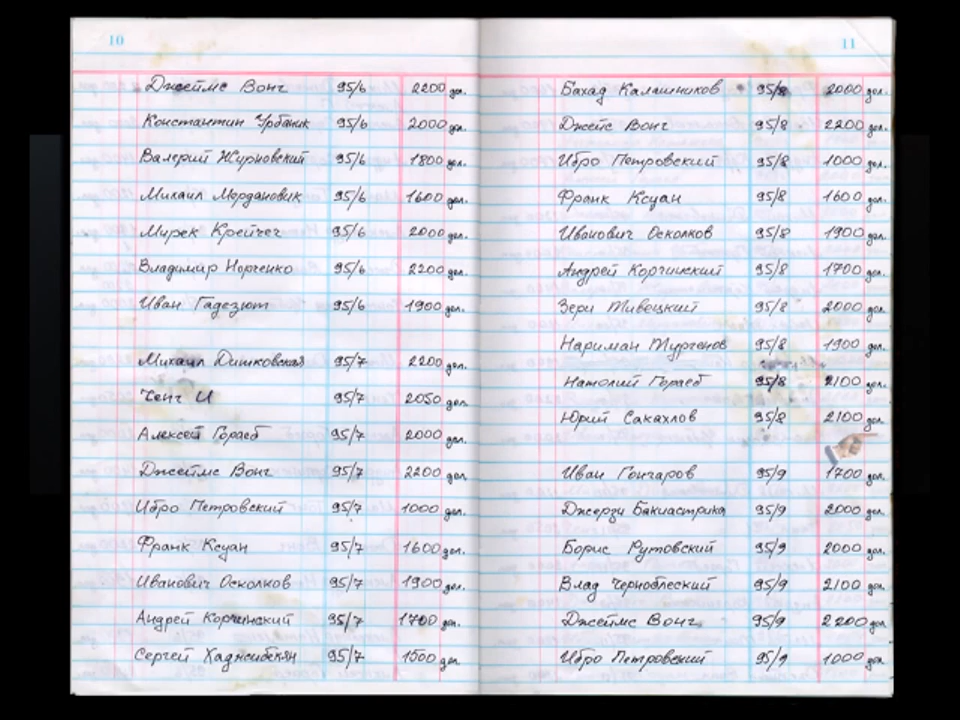 10
Джеймс Вонг 95/6 2200 дол.
Константин Урбаник 95/6 2000 дол.
Валерий Журновский 95/6 1800 дол.
Михаил Мордановик 95/6 1600 дол.
Мирек Крейчег 95/6 2000 дол.
Владимир Норченко 95/6 2200 дол.
Иван Гадезют 95/6 1900 дол.
Михаил Дишковская 95/7 2200 дол.
Ченг И 95/7 2050 дол.
Алексей Гораеб 95/7 2000 дол.
Джеймс Вонг 95/7 2200 дол.
Ибро Петровский 95/7 1000 дол.
Франк Ксуан 95/7 1600 дол.
Иванович Осколков 95/7 1900 дол.
Андрей Корчинский 95/7 1700 дол.
Сергей Хаджибекян 95/7 1500 дол.
11
Бахад Калашников 95/8 2000 дол.
Джейс Вонг 95/8 2200 дол.
Ибро Петровский 95/8 1000 дол.
Франк Ксуан 95/8 1600 дол.
Иванович Осколков 95/8 1900 дол.
Андрей Корчинский 95/8 1700 дол.
Зери Живецкий 95/8 2000 дол.
Нариман Тургенов 95/8 1900 дол.
Натолий Гораеб 95/8 2100 дол.
Юрий Сакахлов 95/8 2100 дол.
Иван Гончаров 95/9 1700 дол.
Джерзи Бакиастрика 95/9 2000 дол.
Борис Рутовский 95/9 2000 дол.
Влад Черноблеский 95/9 2100 дол.
Джеймс Вонг 95/9 2200 дол.
Ибро Петровский 95/9 1000 дол.